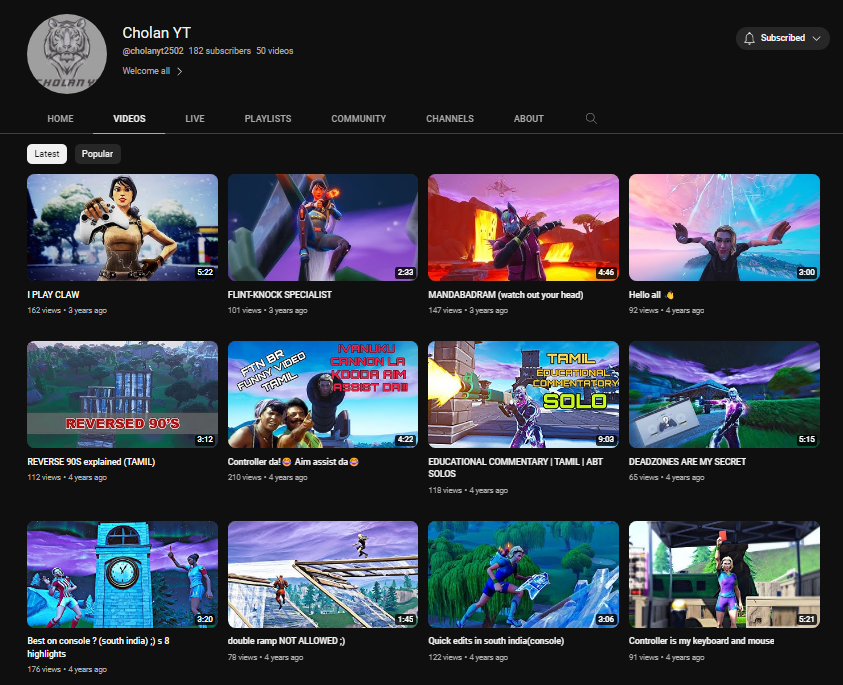 Cholan YT
@cholanyt2502 182 subscribers 50 videos
Welcome all
Subscribed
CHOLAN Y
HOME VIDEOS LIVE PLAYLISTS COMMUNITY CHANNELS ABOUT
Latest Popular
5:22
I PLAY CLAW
162 views • 3 years ago
2:33
FLINT-KNOCK SPECIALIST
101 views • 3 years ago
4:46
MANDABADRAM (watch out your head)
147 views • 3 years ago
3:00
Hello all 👋
92 views • 4 years ago
REVERSED 90'S
3:12
REVERSE 90S explained (TAMIL)
112 views • 4 years ago
FTN BR
FUNNY VIDEO
TAMIL
IVANUKU
CANNON LA
KOODA AIM
ASSIST DA!!!
4:22
Controller da!😂 Aim assist da😂
210 views • 4 years ago
TAMIL
EDUCATIONAL
COMMENTATORY
SOLO
9:03
EDUCATIONAL COMMENTARY | TAMIL | ABT
SOLOS
118 views • 4 years ago
?
5:15
DEADZONES ARE MY SECRET
65 views • 4 years ago
3:20
Best on console ? (south india) ;) s 8
highlights
176 views • 4 years ago
1:45
double ramp NOT ALLOWED ;)
78 views • 4 years ago
3:06
Quick edits in south india(console)
122 views • 4 years ago
5:21
Controller is my keyboard and mouse
91 views • 4 years ago